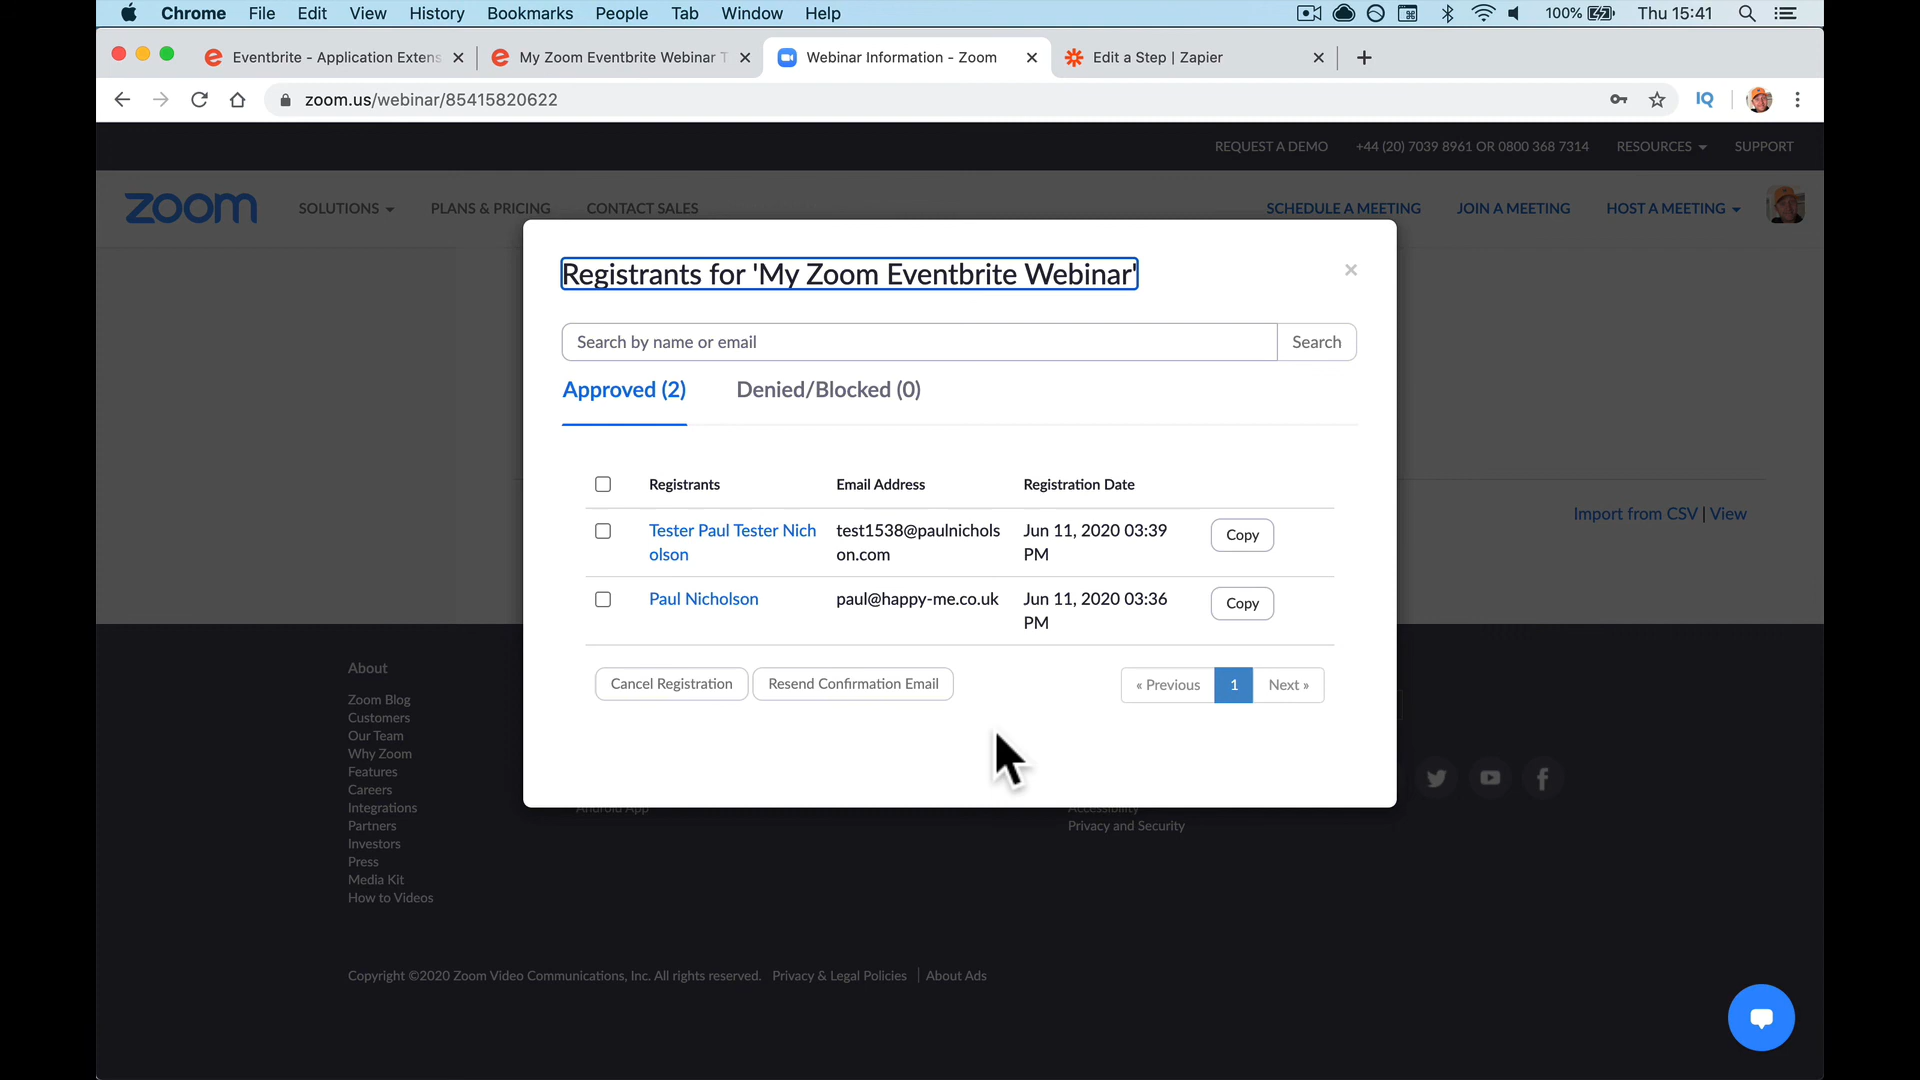 Chrome File Edit View History Bookmarks People Tab Window Help 100% Thu 15:41
Eventbrite - Application Extens My Zoom Eventbrite Webinar T Webinar Information - Zoom Edit a Step | Zapier
zoom.us/webinar/85415820622 IQ
REQUEST A DEMO +44 (20) 7039 8961 OR 0800 368 7314 RESOURCES SUPPORT
zoom SOLUTIONS PLANS & PRICING CONTACT SALES SCHEDULE A MEETING JOIN A MEETING HOST A MEETING
Registrants for 'My Zoom Eventbrite Webinar' ×
Search by name or email Search
Approved (2) Denied/Blocked (0)
Registrants Email Address Registration Date
Tester Paul Tester Nich test1538@paulnichols Jun 11, 2020 03:39 Copy
olson on.com PM
Paul Nicholson paul@happy-me.co.uk Jun 11, 2020 03:36 Copy
PM
Cancel Registration Resend Confirmation Email « Previous 1 Next »
Import from CSV | View
About
Zoom Blog
Customers
Our Team
Why Zoom
Features
Careers
Integrations
Partners
Investors
Press
Media Kit
How to Videos
Android App
Accessibility
Privacy and Security
Copyright ©2020 Zoom Video Communications, Inc. All rights reserved. Privacy & Legal Policies | About Ads